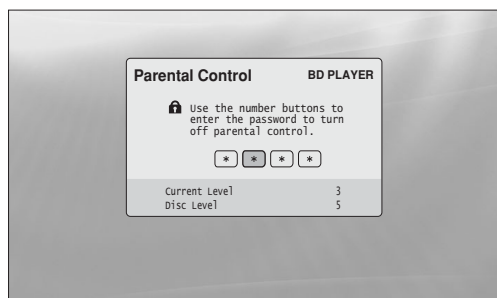 Parental Control BD PLAYER
Use the number buttons to
enter the password to turn
off parental control.
* * * *
Current Level 3
Disc Level 5